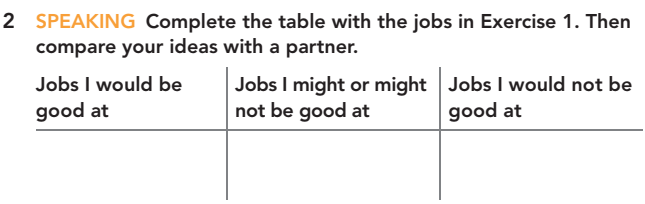 2 SPEAKING Complete the table with the jobs in Exercise 1. Then
compare your ideas with a partner.
Jobs I would be
good at
Jobs I might or might
not be good at
Jobs I would not be
good at